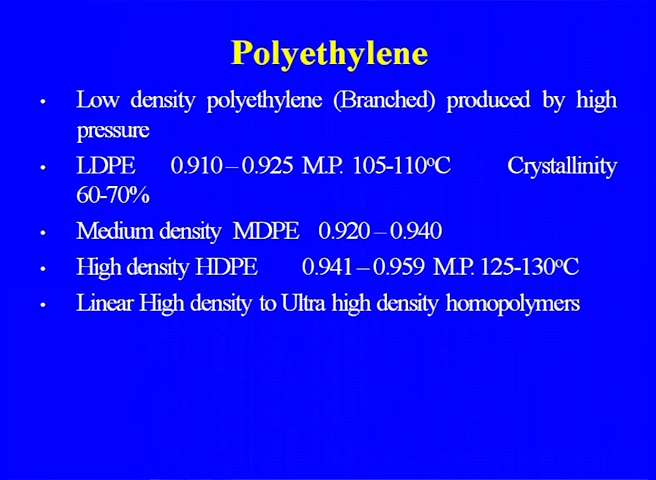 Polyethylene
• Low density polyethylene (Branched) produced by high
pressure
• LDPE 0.910 – 0.925 M.P. 105-110°C Crystallinity
60-70%
• Medium density MDPE 0.920 – 0.940
• High density HDPE 0.941 – 0.959 M.P. 125-130°C
• Linear High density to Ultra high density homopolymers